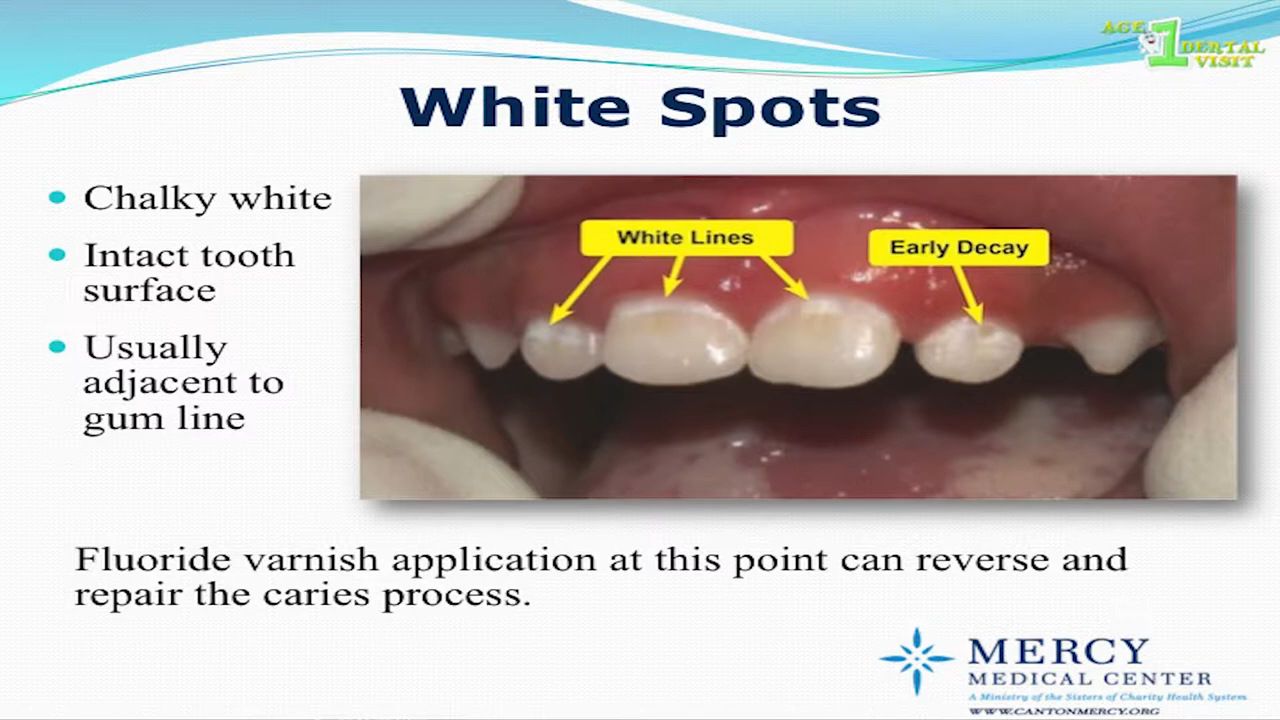 AGE 1 DENTAL VISIT
White Spots
• Chalky white
• Intact tooth
surface
• Usually
adjacent to
gum line
White Lines
Early Decay
Fluoride varnish application at this point can reverse and
repair the caries process.
MERCY
MEDICAL CENTER
A Ministry of the Sisters of Charity Health System
WWW.CANTONMERCY.ORG